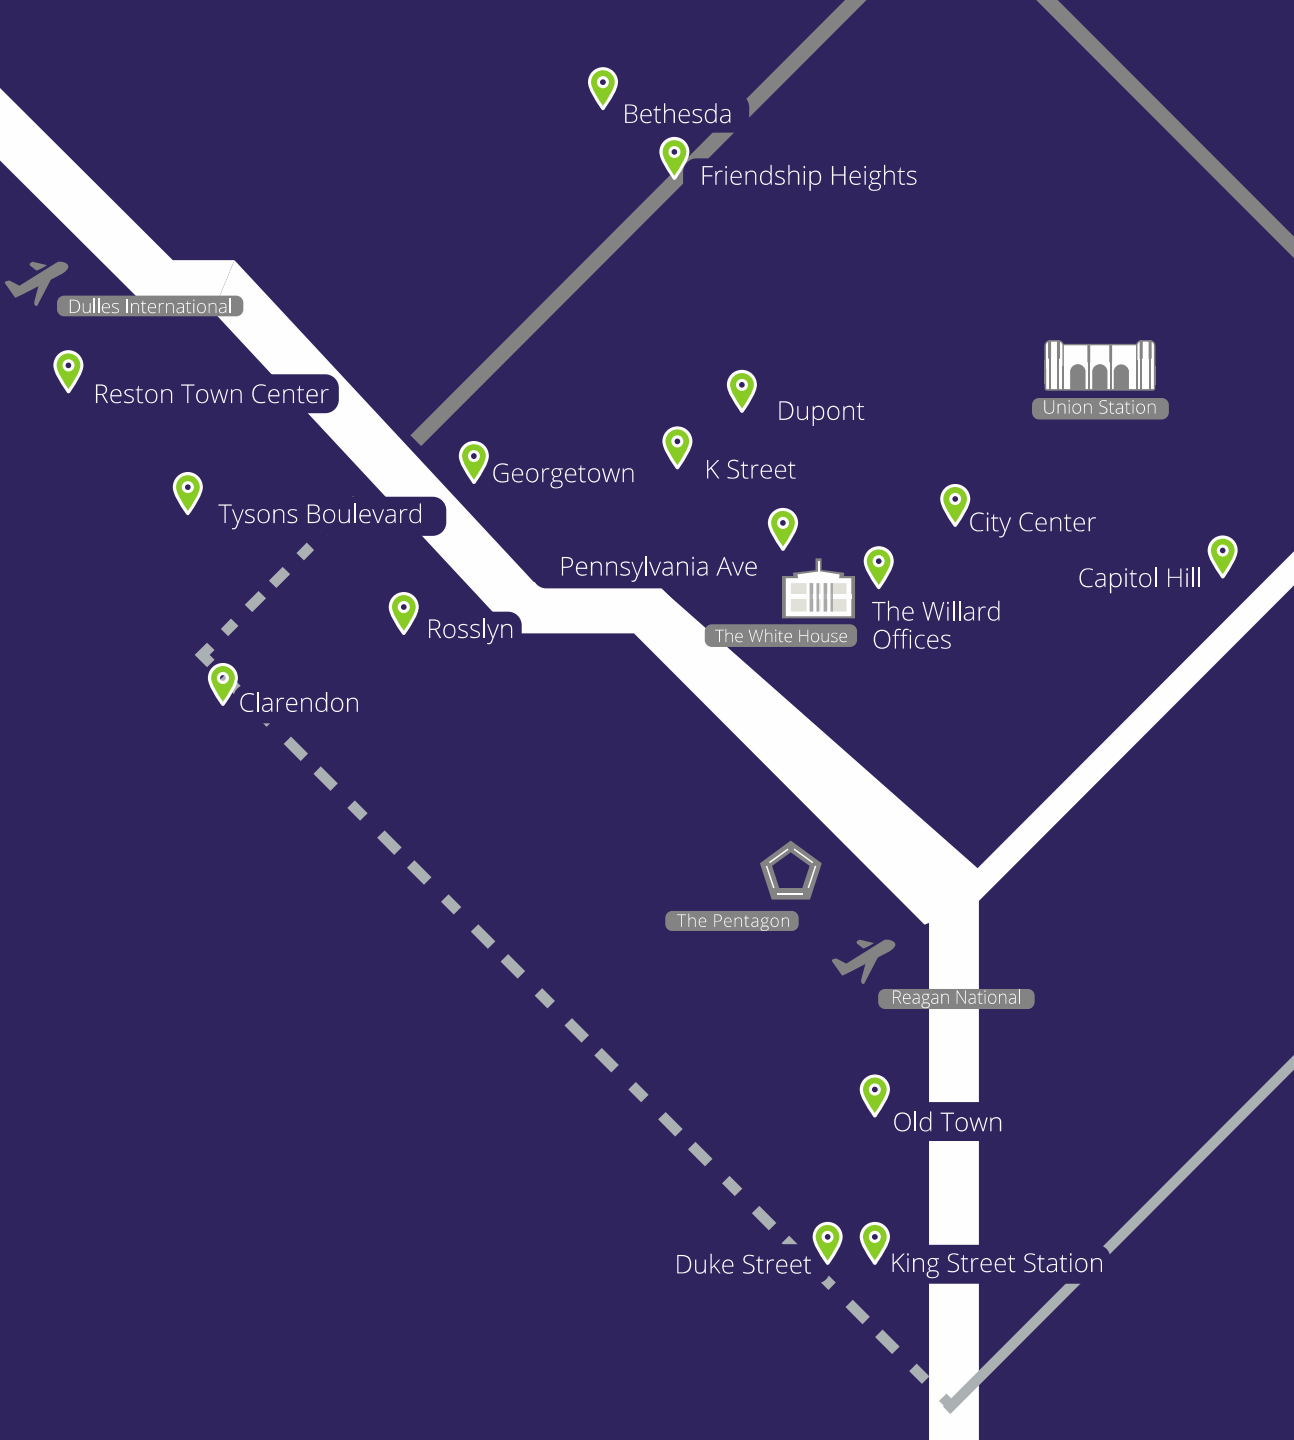 Bethesda
Friendship Heights
Dulles International
Reston Town Center
Union Station
Dupont
K Street
Georgetown
Tysons Boulevard
City Center
Pennsylvania Ave
Capitol Hill
The Willard
Offices
Rosslyn
The White House
Clarendon
The Pentagon
Reagan National
Old Town
Duke Street
King Street Station